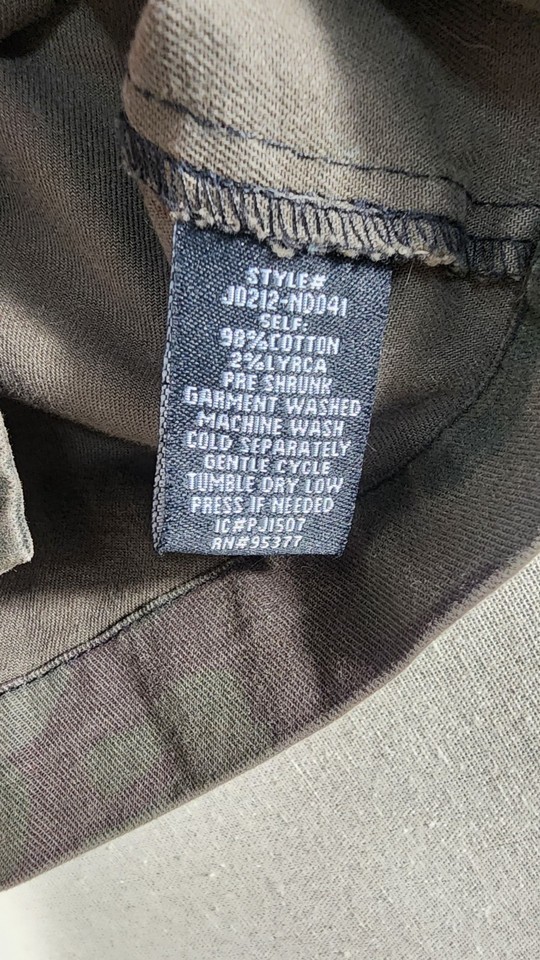 STYLE#
JD212-ND041
SELF:
98%COTTON
2%LYRCA
PRE SHRUNK
GARMENT WASHED
MACHINE WASH
COLD SEPARATELY
GENTLE CYCLE
TUMBLE DRY LOW
PRESS IF NEEDED
IC#PJ1507
RN#95377